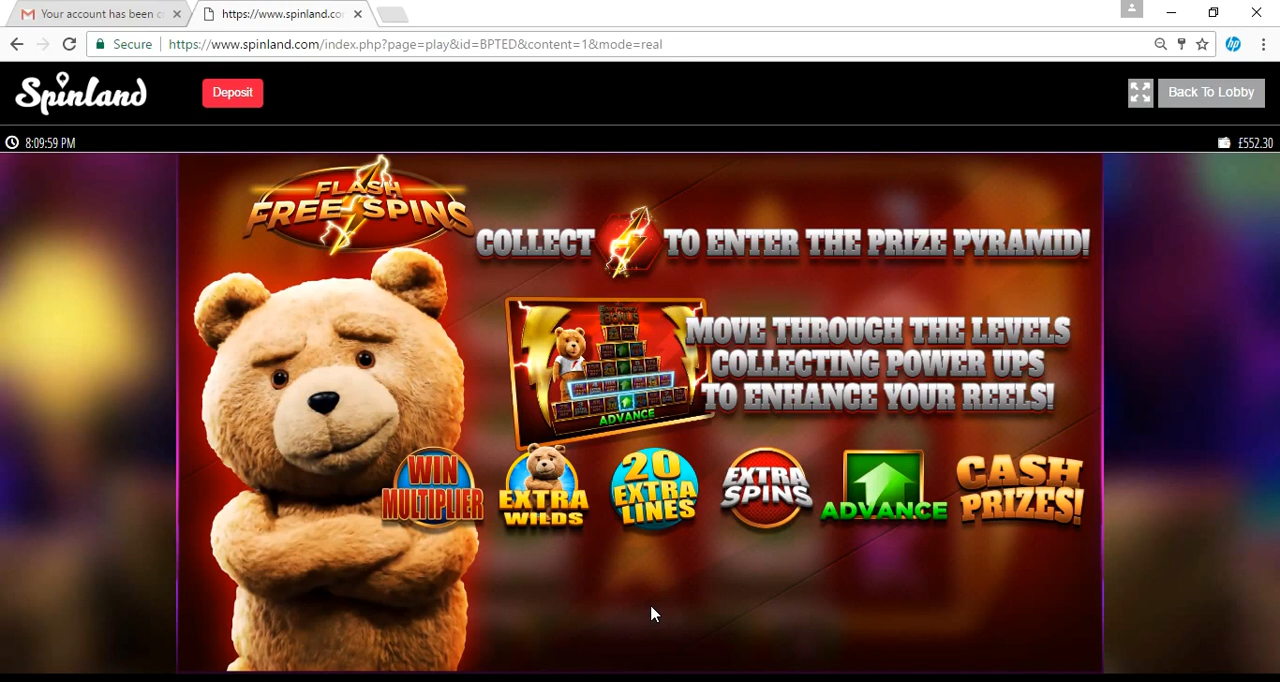 Your account has been c
https://www.spinland.co
Secure
https://www.spinland.com/index.php?page=play&id=BPTED&content=1&mode=real
hp
Spinland
Deposit
Back To Lobby
8:09:59 PM
£552.30
FLASH
FREE SPINS
COLLECT TO ENTER THE PRIZE PYRAMID!
MOVE THROUGH THE LEVELS
COLLECTING POWER UPS
TO ENHANCE YOUR REELS!
ADVANCE
WIN
MULTIPLIER
EXTRA
WILDS
20
EXTRA
LINES
EXTRA
SPINS
ADVANCE
CASH
PRIZES!